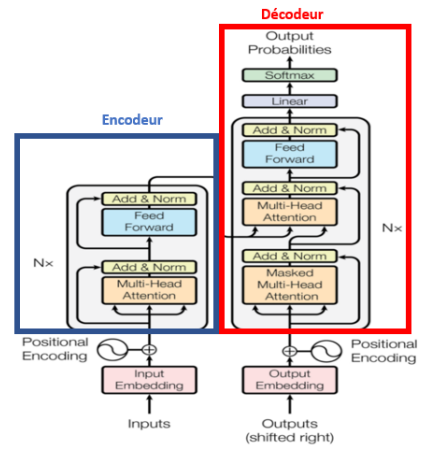 Décodeur
Output
Probabilities
Softmax
Linear
Add & Norm
Feed
Forward
Add & Norm
Multi-Head
Attention
Nx
Add & Norm
Masked
Multi-Head
Attention
Positional
Encoding
Output
Embedding
Outputs
(shifted right)
Encodeur
Add & Norm
Feed
Forward
Nx
Add & Norm
Multi-Head
Attention
Positional
Encoding
Input
Embedding
Inputs